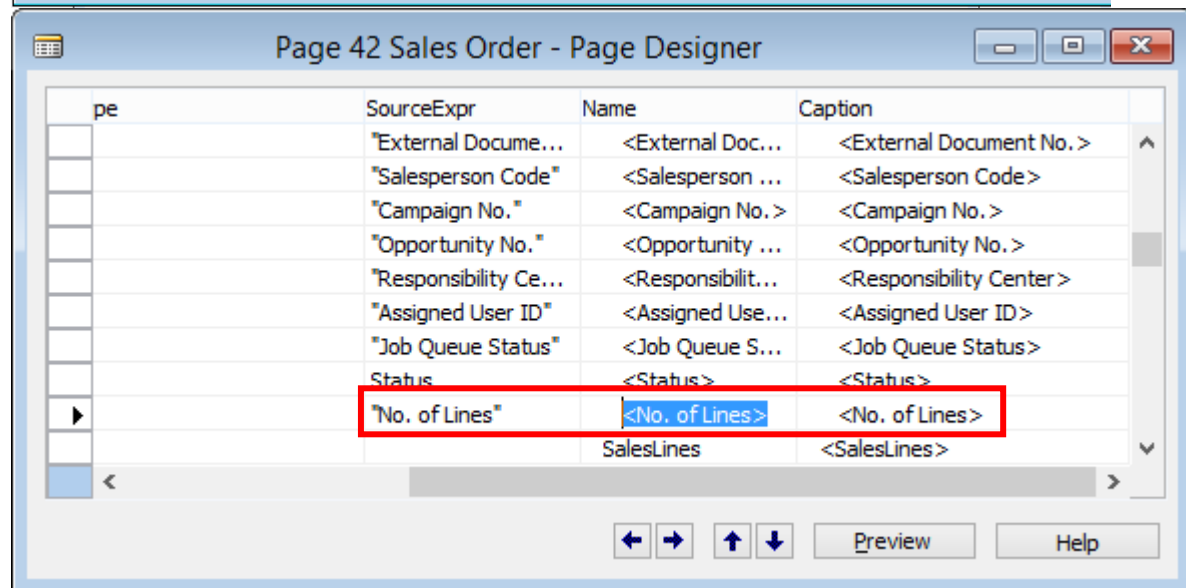 Page 42 Sales Order - Page Designer
pe SourceExpr Name Caption
"External Docume... <External Doc... <External Document No.>
"Salesperson Code" <Salesperson ... <Salesperson Code>
"Campaign No." <Campaign No.> <Campaign No.>
"Opportunity No." <Opportunity ... <Opportunity No.>
"Responsibility Ce... <Responsibilit... <Responsibility Center>
"Assigned User ID" <Assigned Use... <Assigned User ID>
"Job Queue Status" <Job Queue S... <Job Queue Status>
Status <Status> <Status>
"No. of Lines" <No. of Lines> <No. of Lines>
SalesLines <SalesLines>
Preview Help